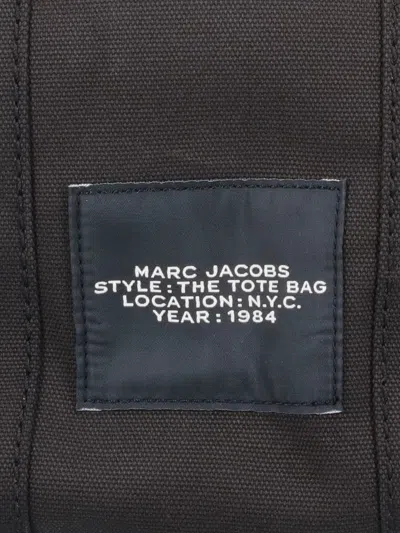 MARC JACOBS
STYLE: THE TOTE BAG
LOCATION: N.Y.C.
YEAR: 1984